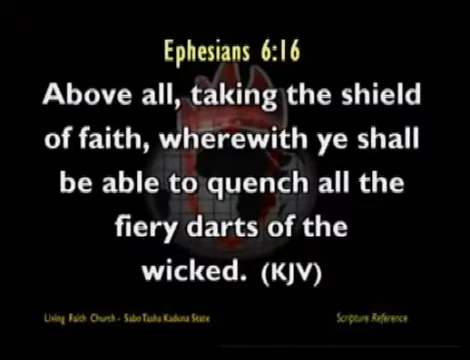 Ephesians 6:16
Above all, taking the shield
of faith, wherewith ye shall
be able to quench all the
fiery darts of the
wicked. (KJV)
Living Faith Church - Sabo Tasha Kaduna State
Scripture Reference